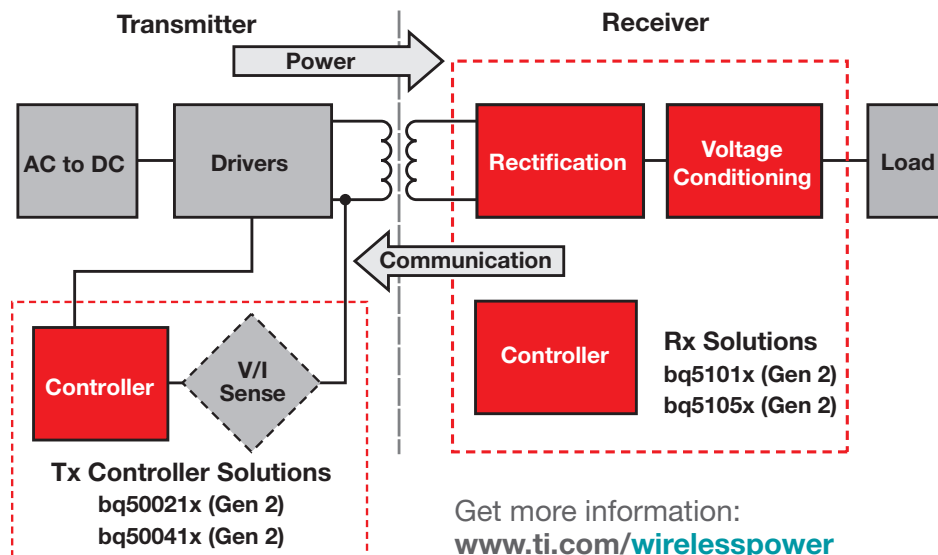 Transmitter
Receiver
Power
AC to DC
Drivers
Rectification
Voltage
Conditioning
Load
Communication
Controller
V/I
Sense
Controller
Rx Solutions
bq5101x (Gen 2)
bq5105x (Gen 2)
Tx Controller Solutions
bq50021x (Gen 2)
bq50041x (Gen 2)
Get more information:
www.ti.com/wirelesspower